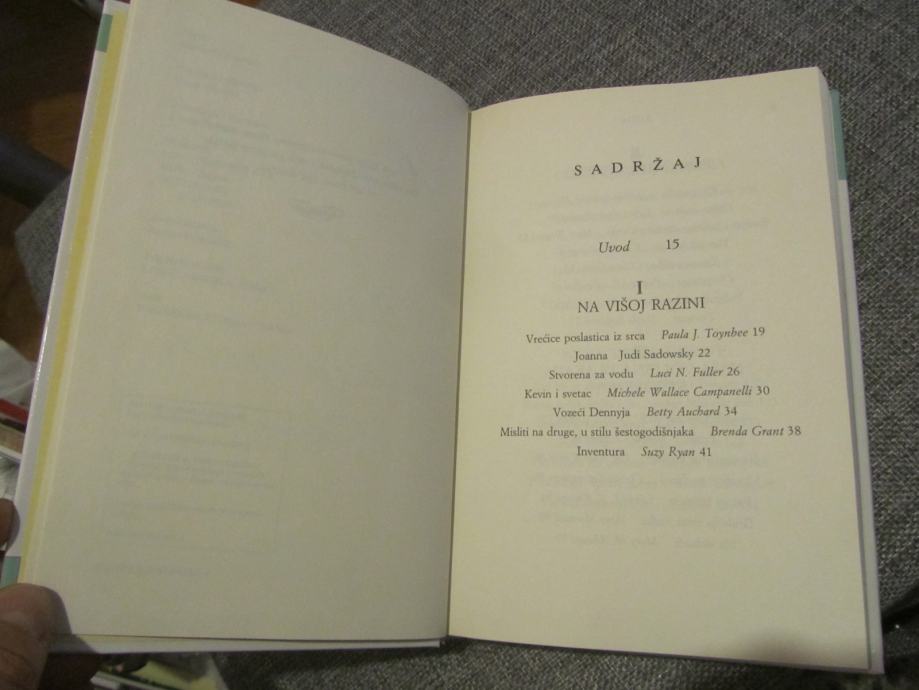 SADRŽAJ
Uvod 15
I
NA VIŠOJ RAZINI
Vrećice poslastica iz srca Paula J. Toynbee 19
Joanna Judi Sadowsky 22
Stvorena za vodu Luci N. Fuller 26
Kevin i svetac Michele Wallace Campanelli 30
Vozeći Dennyja Betty Auchard 34
Misliti na druge, u stilu šestogodišnjaka Brenda Grant 38
Inventura Suzy Ryan 41